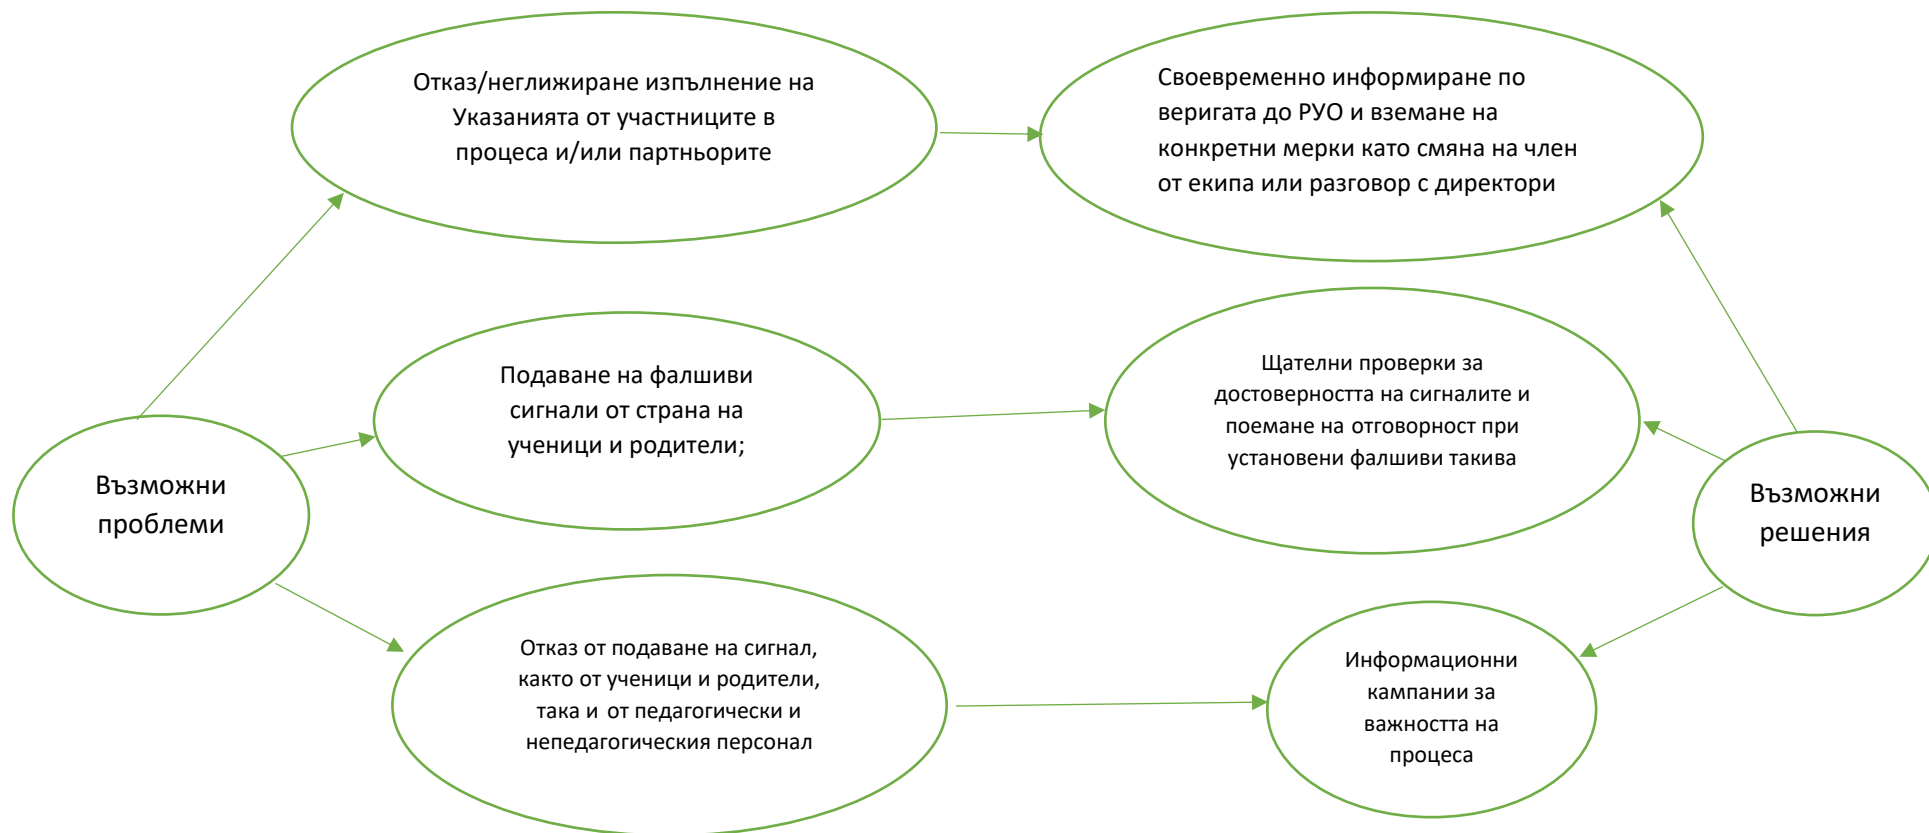 Отказ/неглижиране изпълнение на
Указанията от участниците в
процеса и/или партньорите
Своевременно информиране по
веригата до РУО и вземане на
конкретни мерки като смяна на член
от екипа или разговор с директори
Подаване на фалшиви
сигнали от страна на
ученици и родители;
Щателни проверки за
достоверността на сигналите и
поемане на отговорност при
установени фалшиви такива
Възможни
проблеми
Възможни
решения
Отказ от подаване на сигнал,
както от ученици и родители,
така и от педагогически и
непедагогическия персонал
Информационни
кампании за
важността на
процеса